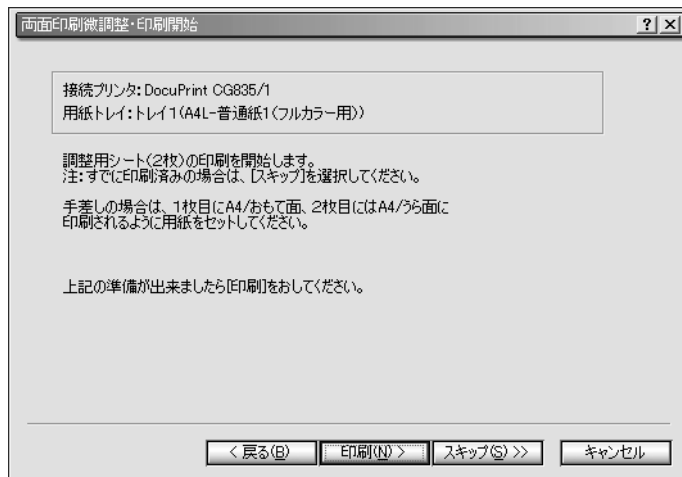 両面印刷微調整・印刷開始
接続プリンタ:DocuPrint CG835/1
用紙トレイ:トレイ1(A4L-普通紙1(フルカラー用))
調整用シート(2枚)の印刷を開始します。
注:すでに印刷済みの場合は、[スキップ]を選択してください。
手差しの場合は、1枚目にA4/おもて面、2枚目にはA4/うら面に
印刷されるように用紙をセットしてください。
上記の準備が出来ましたら[印刷]をおしてください。
< 戻る(B) 印刷(N) > スキップ(S) >> キャンセル